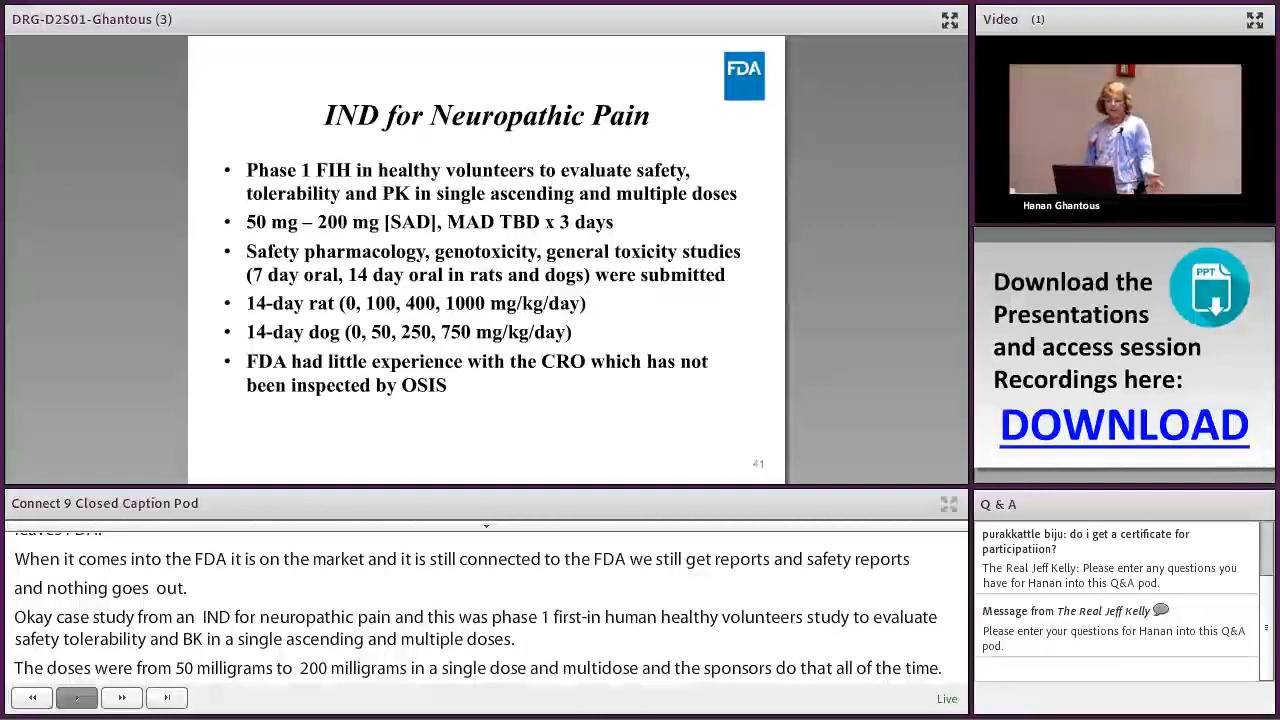 DRG-D2S01-Ghantous (3)
FDA
IND for Neuropathic Pain
• Phase 1 FIH in healthy volunteers to evaluate safety,
tolerability and PK in single ascending and multiple doses
• 50 mg – 200 mg [SAD], MAD TBD x 3 days
• Safety pharmacology, genotoxicity, general toxicity studies
(7 day oral, 14 day oral in rats and dogs) were submitted
• 14-day rat (0, 100, 400, 1000 mg/kg/day)
• 14-day dog (0, 50, 250, 750 mg/kg/day)
• FDA had little experience with the CRO which has not
been inspected by OSIS
41
Video (1)
Hanan Ghantous
Download the
Presentations
and access session
Recordings here:
DOWNLOAD
PPT
Connect 9 Closed Caption Pod
leaves FDA.
When it comes into the FDA it is on the market and it is still connected to the FDA we still get reports and safety reports
and nothing goes out.
Okay case study from an IND for neuropathic pain and this was phase 1 first-in human healthy volunteers study to evaluate
safety tolerability and BK in a single ascending and multiple doses.
The doses were from 50 milligrams to 200 milligrams in a single dose and multidose and the sponsors do that all of the time.
Live
Q & A
purakkattle biju: do i get a certificate for
participatiion?
The Real Jeff Kelly: Please enter any questions you
have for Hanan into this Q&A pod.
Message from The Real Jeff Kelly
Please enter your questions for Hanan into this Q&A
pod.